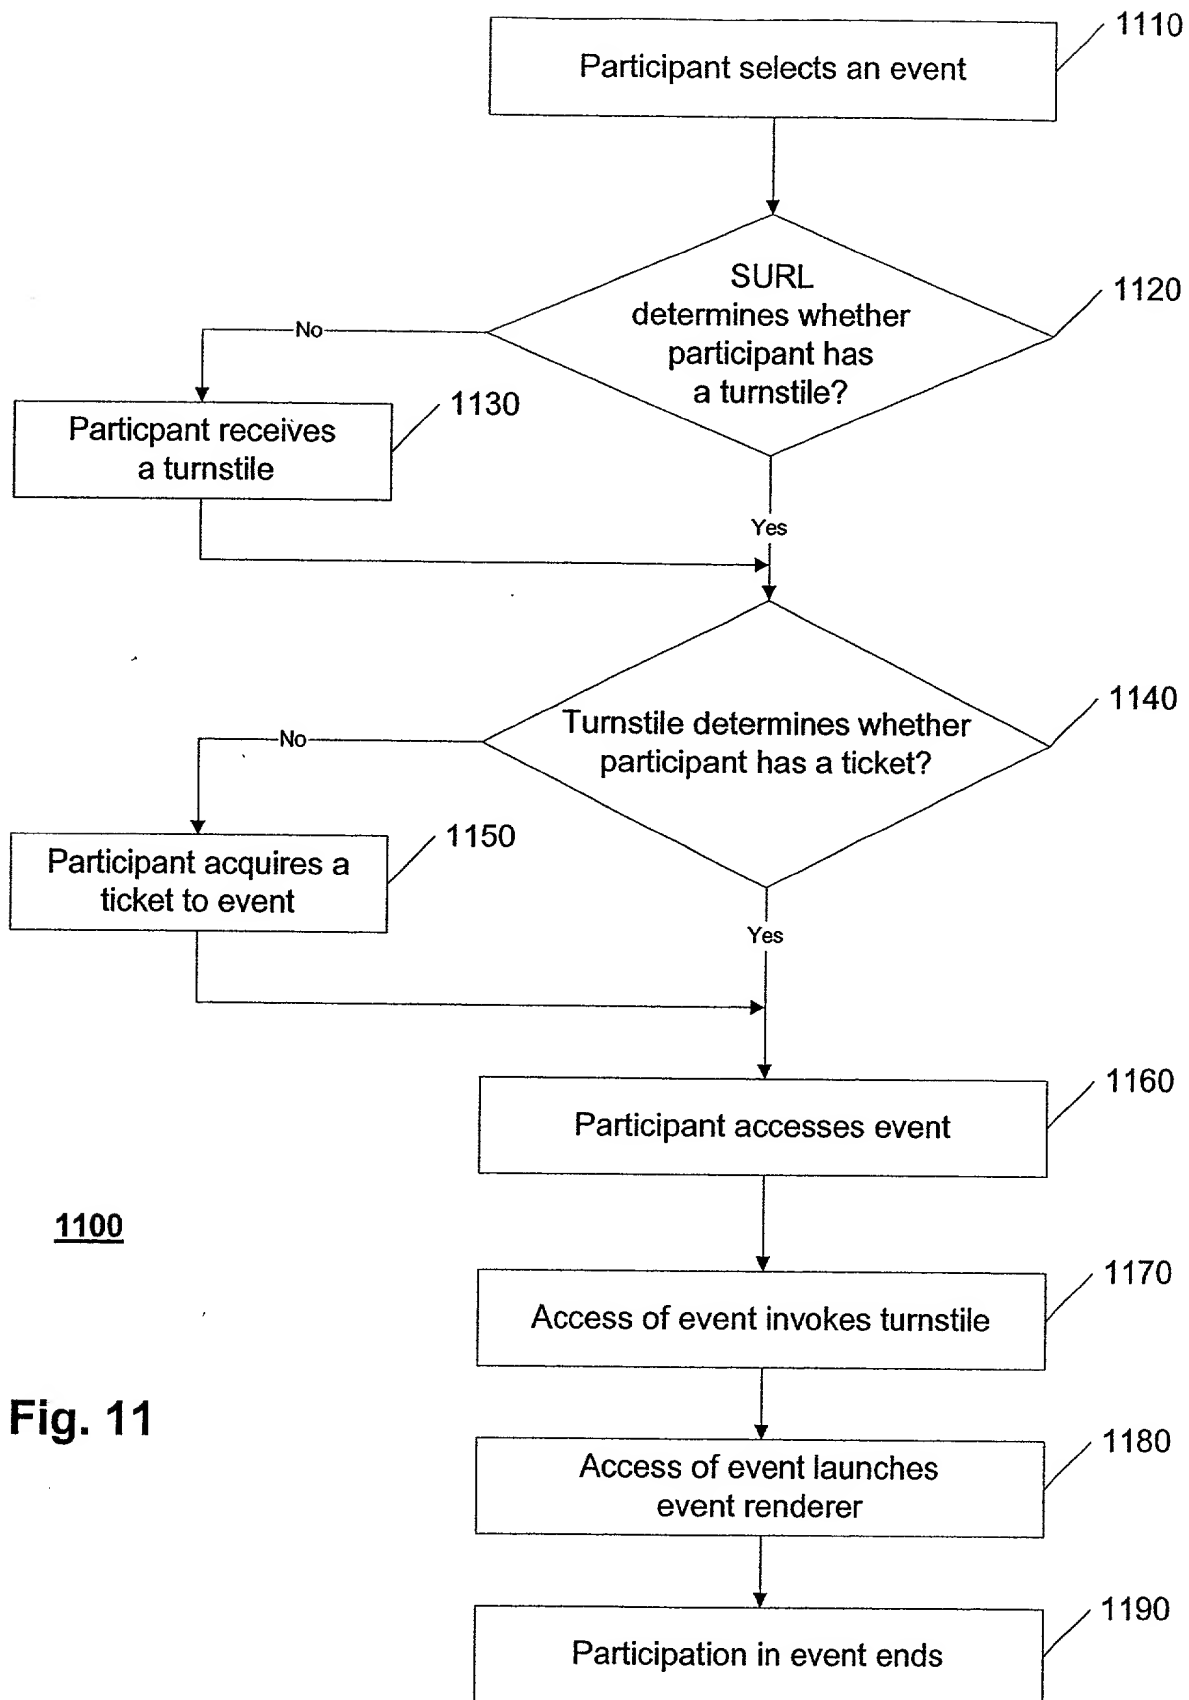 1110
Participant selects an event
SURL
determines whether
participant has
a turnstile?
1120
No
1130
Particpant receives
a turnstile
Yes
1140
Turnstile determines whether
participant has a ticket?
No
1150
Participant acquires a
ticket to event
Yes
1160
Participant accesses event
1100
1170
Access of event invokes turnstile
Fig. 11
1180
Access of event launches
event renderer
1190
Participation in event ends